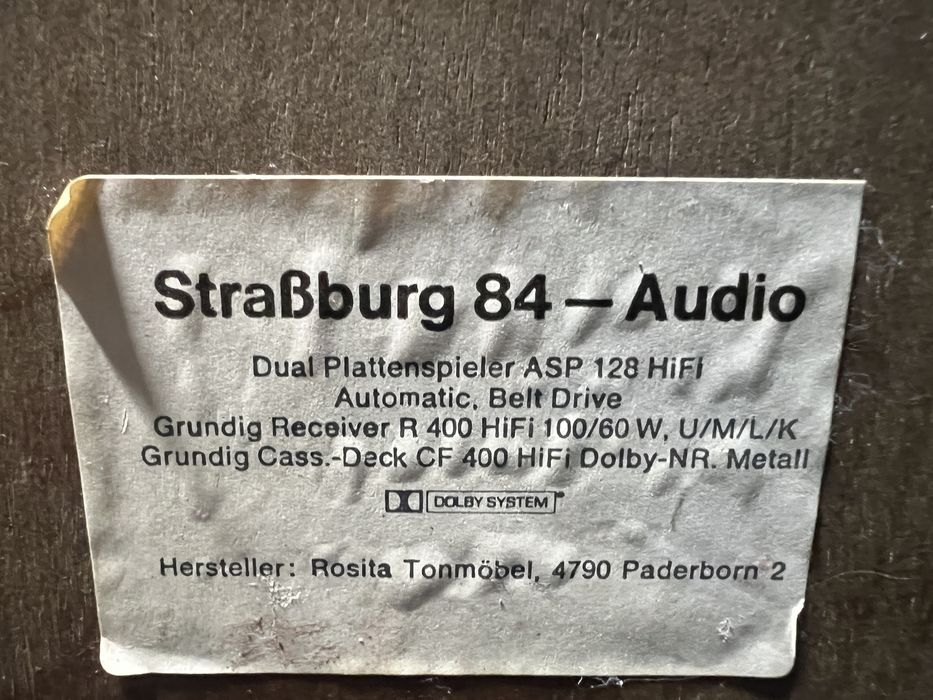 Straßburg 84 – Audio
Dual Plattenspieler ASP 128 HiFi
Automatic, Belt Drive
Grundig Receiver R 400 HiFi 100/60 W, U/M/L/K
Grundig Cass.-Deck CF 400 HiFi Dolby-NR. Metall
DOLBY SYSTEM
Hersteller: Rosita Tonmöbel, 4790 Paderborn 2